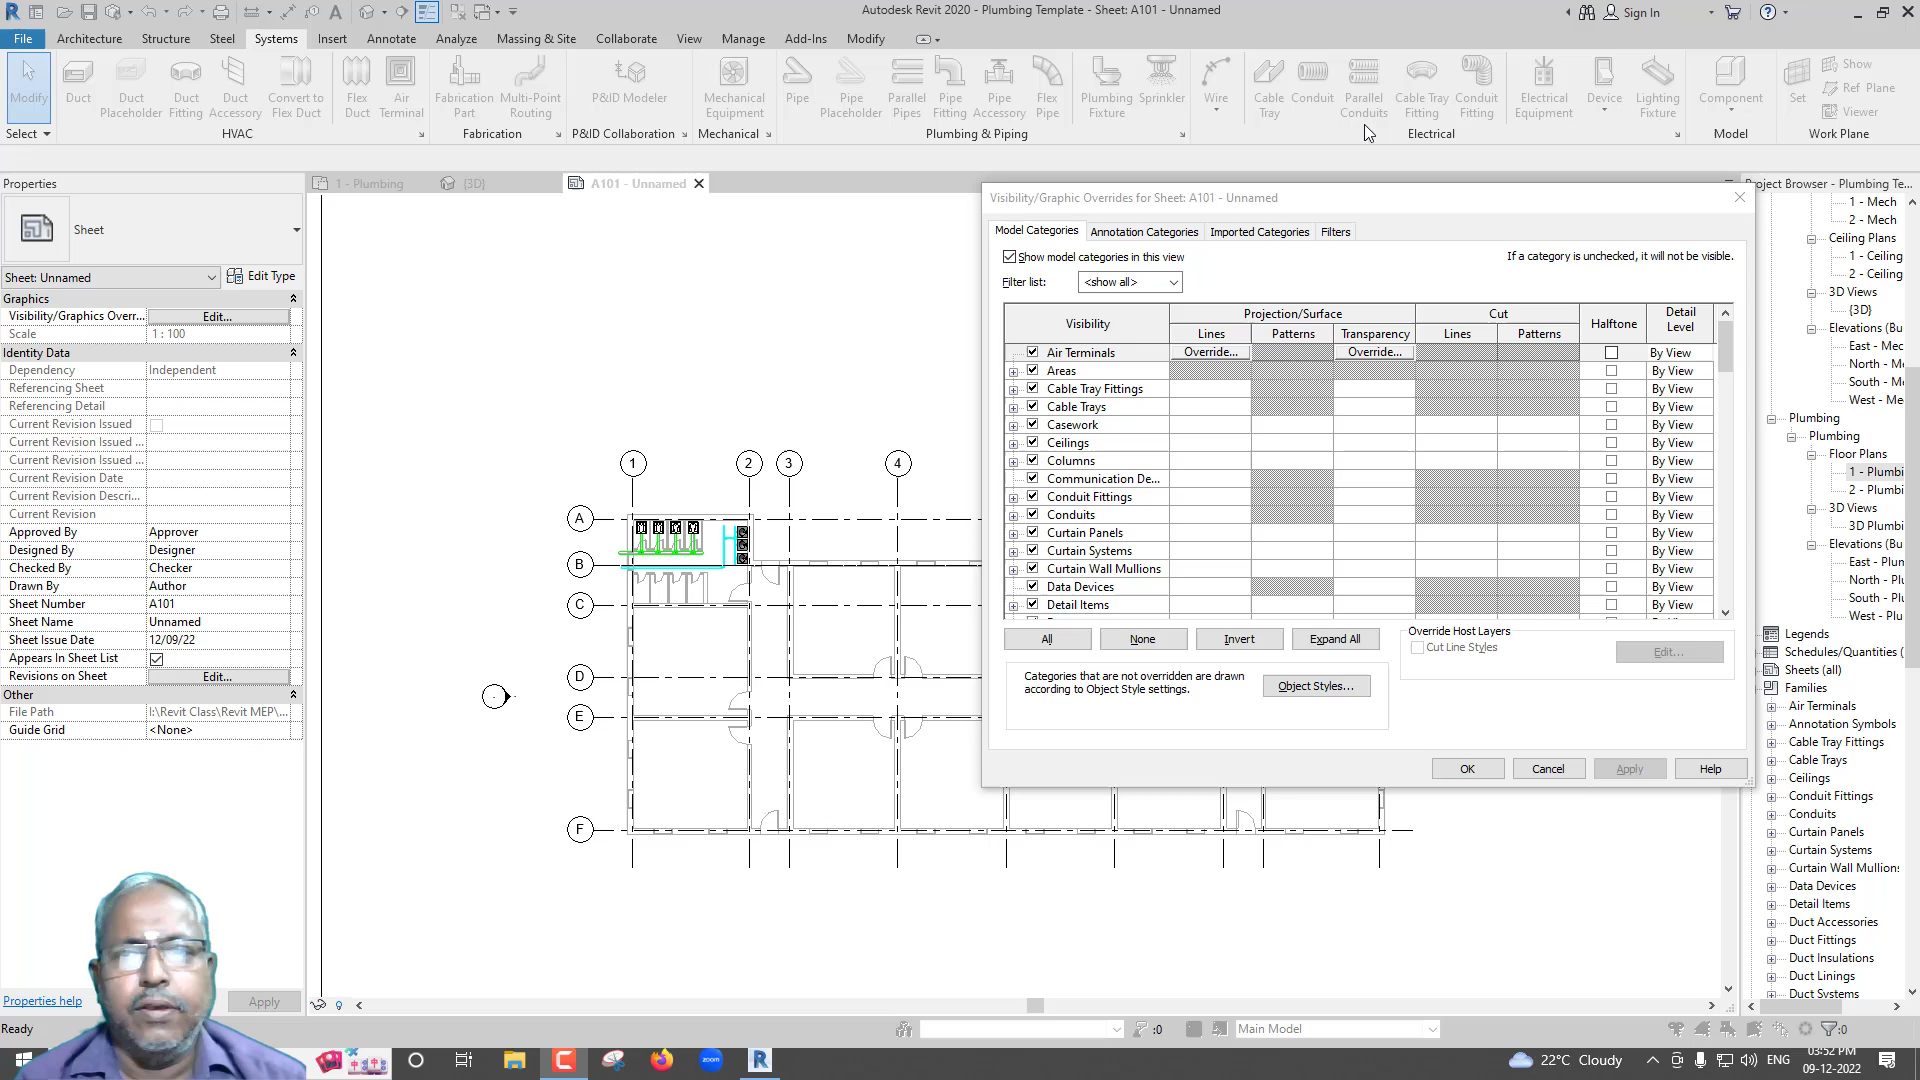 Autodesk Revit 2020 - Plumbing Template - Sheet: A101 - Unnamed
Sign In
File Architecture Structure Steel Systems Insert Annotate Analyze Massing & Site Collaborate View Manage Add-Ins Modify
Modify
Duct
Duct Placeholder
Duct Fitting
Duct Accessory
Convert to Flex Duct
Flex Duct
Air Terminal
Fabrication Part
Multi-Point Routing
P&ID Modeler
Mechanical Equipment
Pipe
Pipe Placeholder
Parallel Pipes
Pipe Fitting
Pipe Accessory
Flex Pipe
Plumbing Fixture
Sprinkler
Wire
Cable Tray
Conduit
Parallel Conduits
Cable Tray Fitting
Conduit Fitting
Electrical Equipment
Device
Lighting Fixture
Component
Set
Show
Ref Plane
Viewer
Select HVAC Fabrication P&ID Collaboration Mechanical Plumbing & Piping Electrical Model Work Plane
Properties
Sheet
Sheet: Unnamed Edit Type
Graphics
Visibility/Graphics Overr... Edit...
Scale 1 : 100
Identity Data
Dependency Independent
Referencing Sheet
Referencing Detail
Current Revision Issued
Current Revision Issued ...
Current Revision Issued ...
Current Revision Date
Current Revision Descri...
Current Revision
Approved By Approver
Designed By Designer
Checked By Checker
Drawn By Author
Sheet Number A101
Sheet Name Unnamed
Sheet Issue Date 12/09/22
Appears In Sheet List
Revisions on Sheet Edit...
Other
File Path I:\Revit Class\Revit MEP\...
Guide Grid <None>
Properties help Apply
1 - Plumbing {3D} A101 - Unnamed
1 2 3 4
A
B
C
D
E
F
Visibility/Graphic Overrides for Sheet: A101 - Unnamed
Model Categories Annotation Categories Imported Categories Filters
Show model categories in this view
If a category is unchecked, it will not be visible.
Filter list: <show all>
Visibility Projection/Surface Cut Halftone Detail Level
Lines Patterns Transparency Lines Patterns
Air Terminals Override... Override... By View
Areas By View
Cable Tray Fittings By View
Cable Trays By View
Casework By View
Ceilings By View
Columns By View
Communication De... By View
Conduit Fittings By View
Conduits By View
Curtain Panels By View
Curtain Systems By View
Curtain Wall Mullions By View
Data Devices By View
Detail Items By View
All None Invert Expand All
Override Host Layers
Cut Line Styles Edit...
Categories that are not overridden are drawn
according to Object Style settings.
Object Styles...
OK Cancel Apply Help
Project Browser - Plumbing Te...
1 - Mech
2 - Mech
Ceiling Plans
1 - Ceiling
2 - Ceiling
3D Views
{3D}
Elevations (Bu
East - Mec
North - M
South - Me
West - Me
Plumbing
Plumbing
Floor Plans
1 - Plumbi
2 - Plumbi
3D Views
3D Plumbi
Elevations (Bu
East - Plun
North - Pl
South - Plu
West - Plu
Legends
Schedules/Quantities (
Sheets (all)
Families
Air Terminals
Annotation Symbols
Cable Tray Fittings
Cable Trays
Ceilings
Conduit Fittings
Conduits
Curtain Panels
Curtain Systems
Curtain Wall Mullions
Data Devices
Detail Items
Duct Accessories
Duct Fittings
Duct Insulations
Duct Linings
Duct Systems
Ready :0 Main Model :0
zoom
22°C Cloudy ENG
03:52 PM
09-12-2022